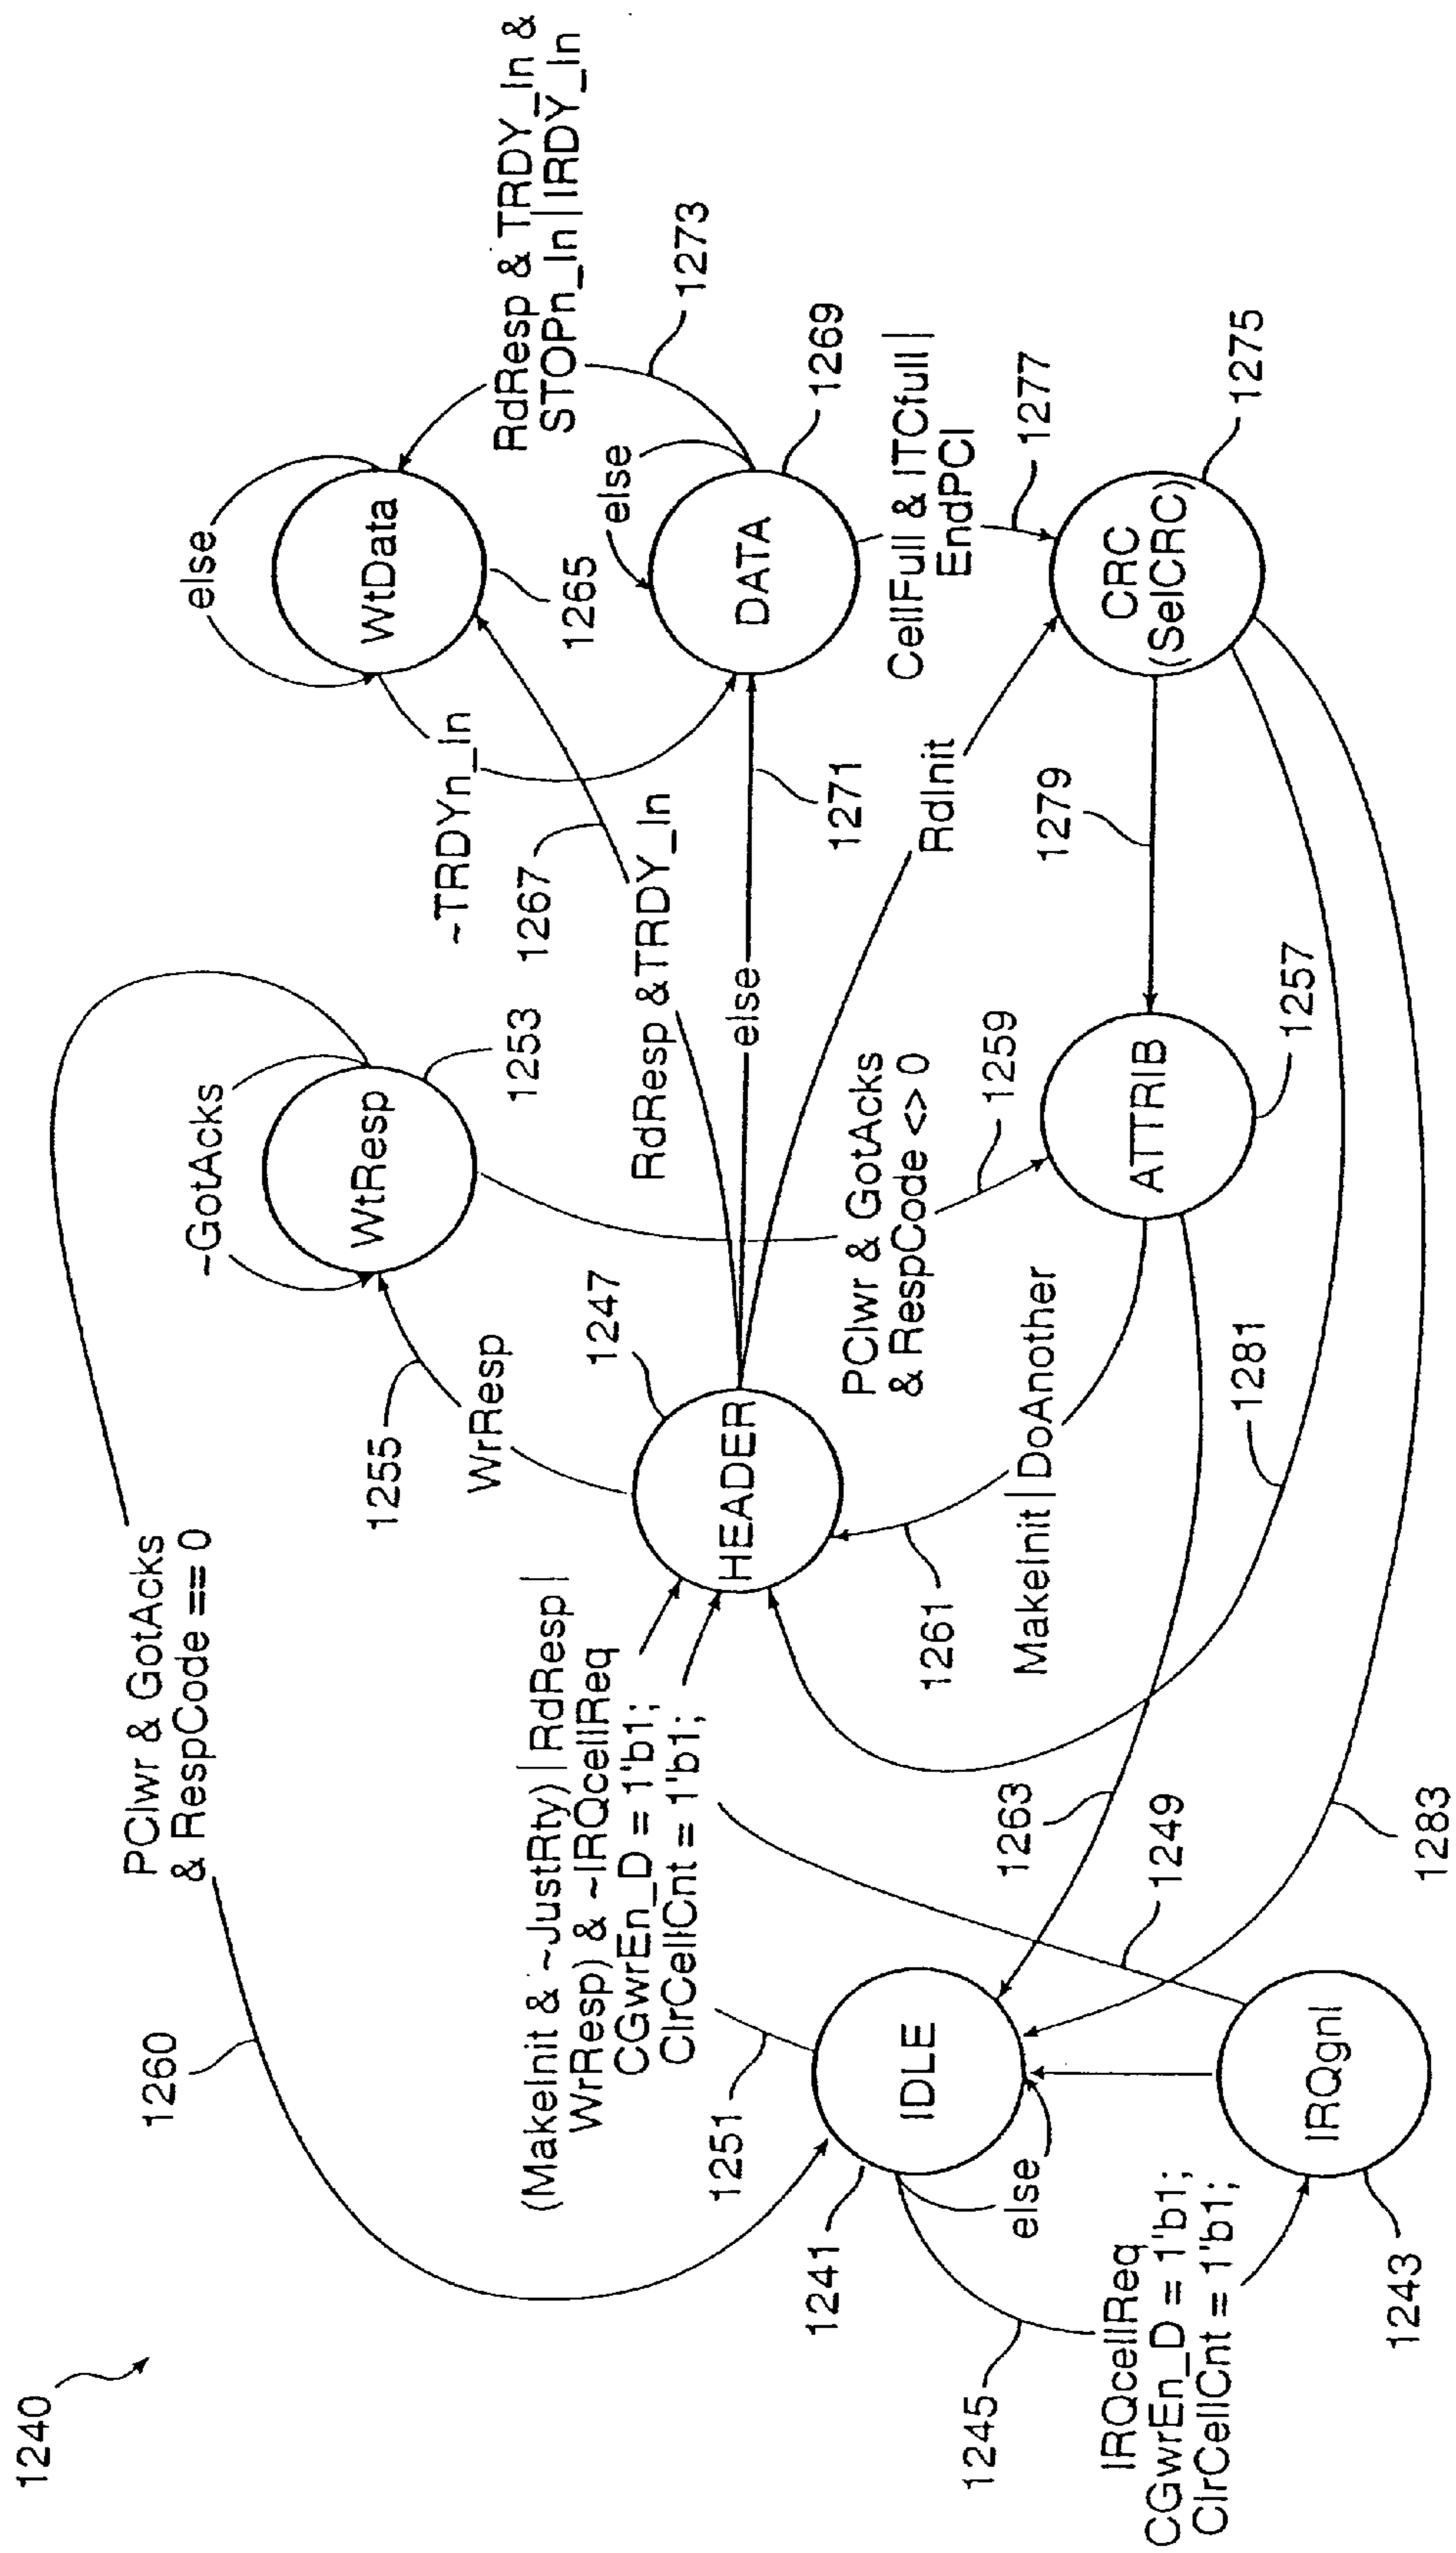 1240
1260
PCIwr & GotAcks
& RespCode == 0
~GotAcks
WtResp
1253
else
WtData
1265
~TRDYn_In
1267
RdResp & TRDY_In &
STOPn_In | IRDY_In
1273
1255
WrResp
1247
HEADER
RdResp & TRDY_In
else
1271
else
DATA
1269
(MakeInit & ~JustRty) | RdResp |
WrResp) & ~IRQcellReq
CGwrEn_D = 1'b1;
ClrCellCnt = 1'b1;
1251
1241
IDLE
else
PCIwr & GotAcks
& RespCode <> 0
1259
RdInit
CellFull & ITCfull |
EndPCI
1277
1261
MakeInit | DoAnother
1263
1249
1281
ATTRIB
1257
1279
CRC
(SelCRC)
1275
1245
IRQcellReq
CGwrEn_D = 1'b1;
ClrCellCnt = 1'b1;
IRQgnl
1243
1283